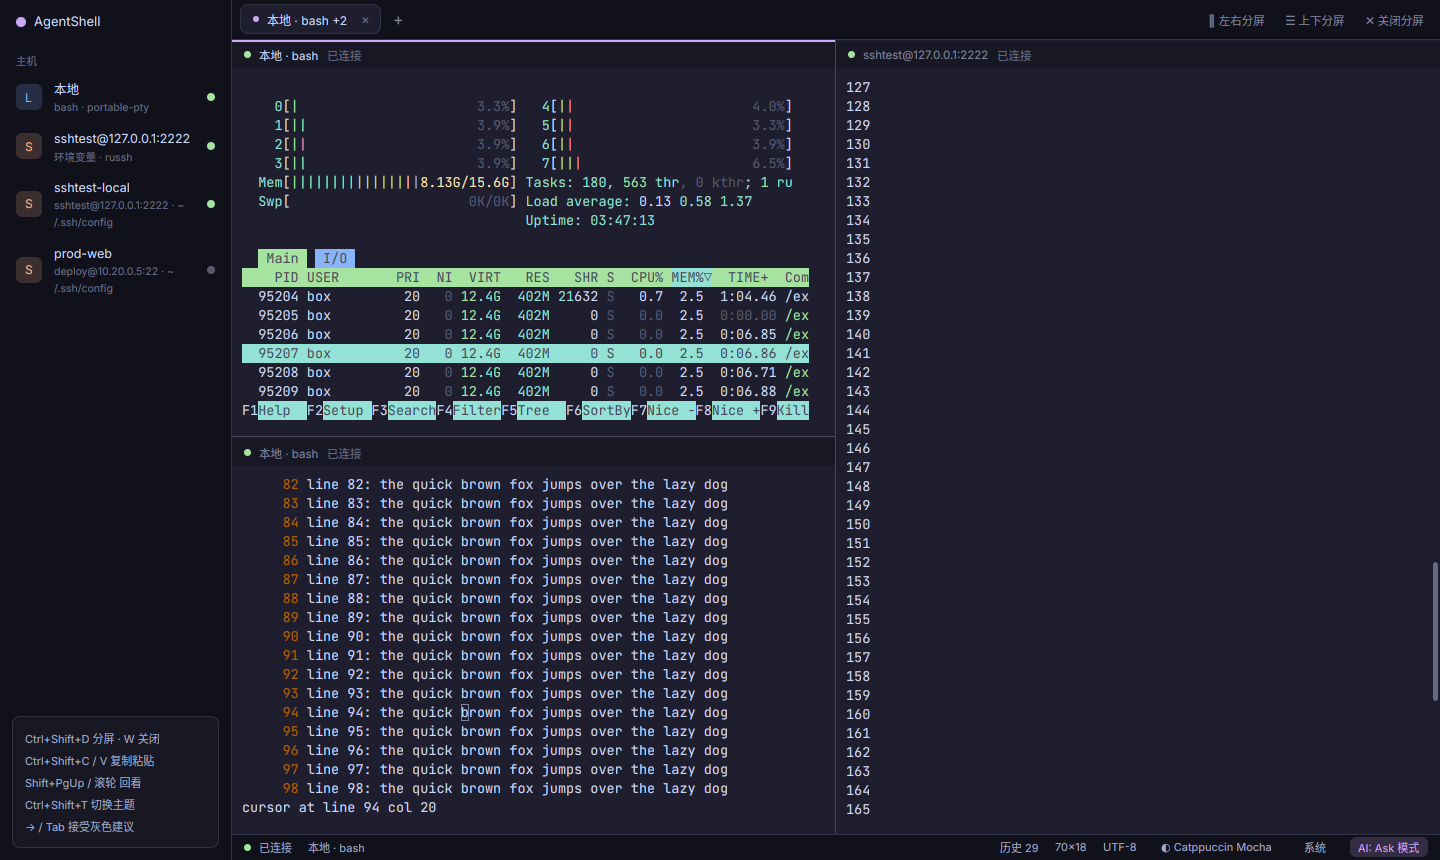 AgentShell
主机
L
本地
bash · portable-pty
S
sshtest@127.0.0.1:2222
环境变量 · russh
S
sshtest-local
sshtest@127.0.0.1:2222 · ~
/.ssh/config
S
prod-web
deploy@10.20.0.5:22 · ~
/.ssh/config
Ctrl+Shift+D 分屏 · W 关闭
Ctrl+Shift+C / V 复制粘贴
Shift+PgUp / 滚轮 回看
Ctrl+Shift+T 切换主题
→ / Tab 接受灰色建议
本地 · bash +2 × +
左右分屏 ☰ 上下分屏 ✕ 关闭分屏
本地 · bash 已连接
0[| 3.3%] 4[|| 4.0%]
1[|| 3.9%] 5[|| 3.3%]
2[|| 3.9%] 6[|| 3.9%]
3[|| 3.9%] 7[||| 6.5%]
Mem[||||||||||||||||8.13G/15.6G] Tasks: 180, 563 thr, 0 kthr; 1 ru
Swp[ 0K/0K] Load average: 0.13 0.58 1.37
Uptime: 03:47:13
Main I/O
PID USER PRI NI VIRT RES SHR S CPU% MEM%▽ TIME+ Com
95204 box 20 0 12.4G 402M 21632 S 0.7 2.5 1:04.46 /ex
95205 box 20 0 12.4G 402M 0 S 0.0 2.5 0:00.00 /ex
95206 box 20 0 12.4G 402M 0 S 0.0 2.5 0:06.85 /ex
95207 box 20 0 12.4G 402M 0 S 0.0 2.5 0:06.86 /ex
95208 box 20 0 12.4G 402M 0 S 0.0 2.5 0:06.71 /ex
95209 box 20 0 12.4G 402M 0 S 0.0 2.5 0:06.88 /ex
F1Help F2Setup F3SearchF4FilterF5Tree F6SortByF7Nice -F8Nice +F9Kill
本地 · bash 已连接
82 line 82: the quick brown fox jumps over the lazy dog
83 line 83: the quick brown fox jumps over the lazy dog
84 line 84: the quick brown fox jumps over the lazy dog
85 line 85: the quick brown fox jumps over the lazy dog
86 line 86: the quick brown fox jumps over the lazy dog
87 line 87: the quick brown fox jumps over the lazy dog
88 line 88: the quick brown fox jumps over the lazy dog
89 line 89: the quick brown fox jumps over the lazy dog
90 line 90: the quick brown fox jumps over the lazy dog
91 line 91: the quick brown fox jumps over the lazy dog
92 line 92: the quick brown fox jumps over the lazy dog
93 line 93: the quick brown fox jumps over the lazy dog
94 line 94: the quick brown fox jumps over the lazy dog
95 line 95: the quick brown fox jumps over the lazy dog
96 line 96: the quick brown fox jumps over the lazy dog
97 line 97: the quick brown fox jumps over the lazy dog
98 line 98: the quick brown fox jumps over the lazy dog
cursor at line 94 col 20
sshtest@127.0.0.1:2222 已连接
127
128
129
130
131
132
133
134
135
136
137
138
139
140
141
142
143
144
145
146
147
148
149
150
151
152
153
154
155
156
157
158
159
160
161
162
163
164
165
已连接 本地 · bash 历史 29 70×18 UTF-8 ◐ Catppuccin Mocha 系统 AI: Ask 模式